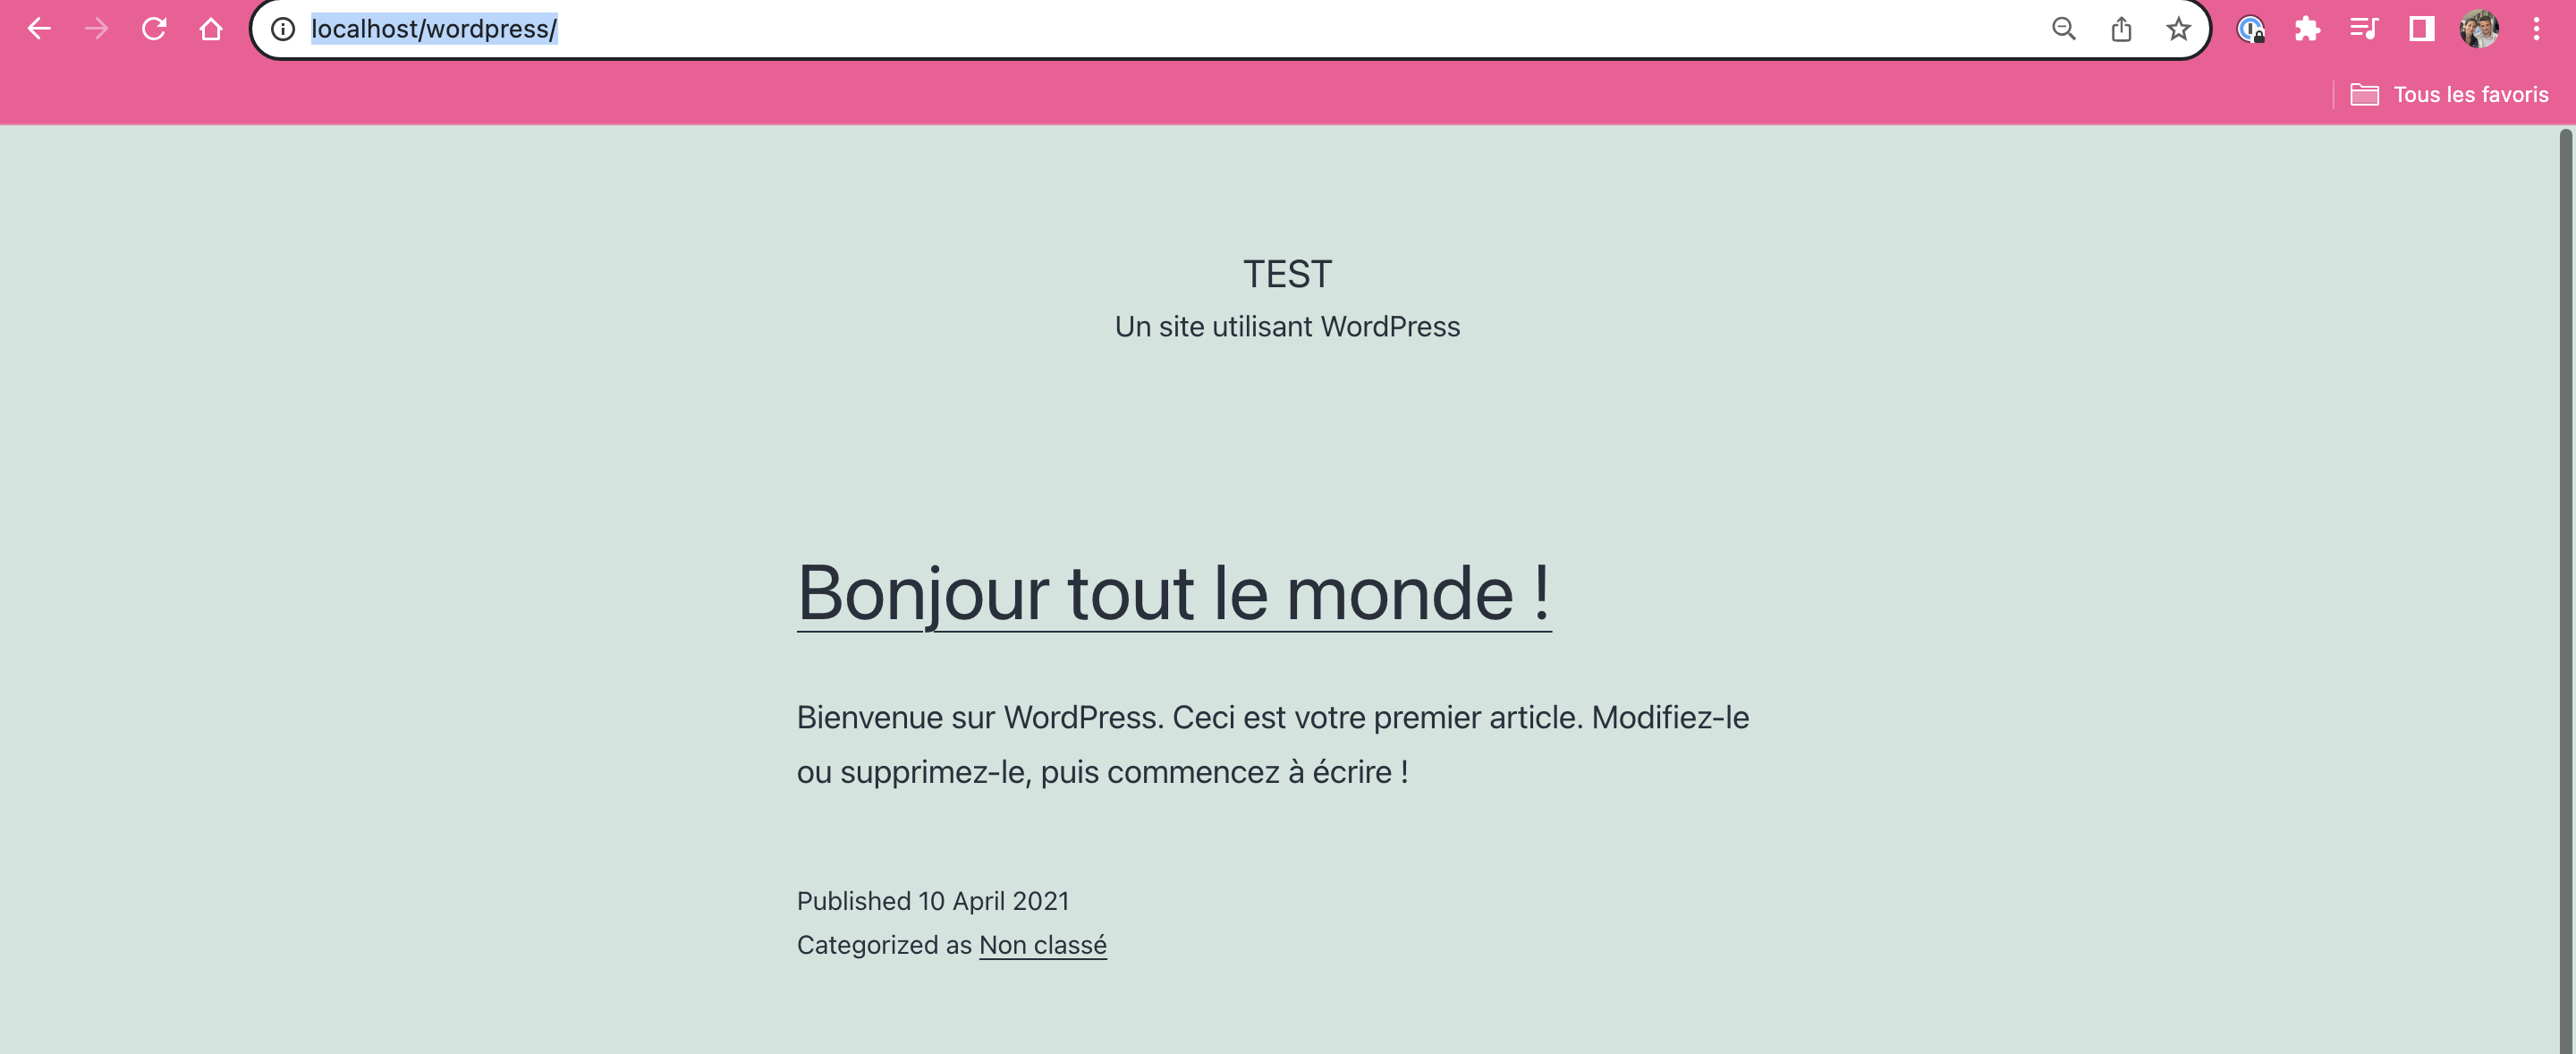 localhost/wordpress/
Tous les favoris
TEST
Un site utilisant WordPress
Bonjour tout le monde !
Bienvenue sur WordPress. Ceci est votre premier article. Modifiez-le
ou supprimez-le, puis commencez à écrire !
Published 10 April 2021
Categorized as Non classé